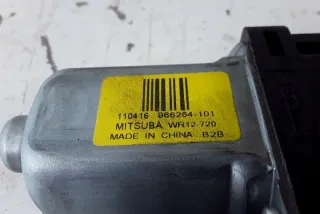 110416 966264-101
MITSUBA WR12 720
MADE IN CHINA B2B